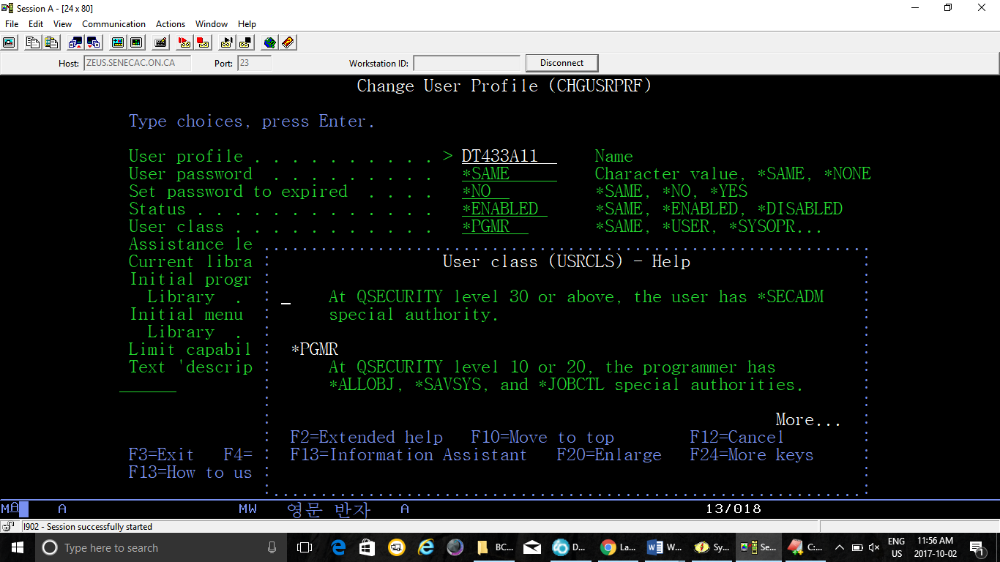 Session A - [24 x 80]
File Edit View Communication Actions Window Help
Host: ZEUS.SENECAC.ON.CA Port: 23 Workstation ID: Disconnect
Change User Profile (CHGUSRPRF)
Type choices, press Enter.
User profile . . . . . . . . . . > DT433A11 Name
User password . . . . . . . . . *SAME Character value, *SAME, *NONE
Set password to expired . . . . *NO *SAME, *NO, *YES
Status . . . . . . . . . . . . . *ENABLED *SAME, *ENABLED, *DISABLED
User class . . . . . . . . . . . *PGMR *SAME, *USER, *SYSOPR...
Assistance le
Current libra : User class (USRCLS) - Help :
Initial progr :
Library . : _ At QSECURITY level 30 or above, the user has *SECADM :
Initial menu : special authority. :
Library . :
Limit capabil : *PGMR :
Text 'descrip : At QSECURITY level 10 or 20, the programmer has :
: *ALLOBJ, *SAVSYS, and *JOBCTL special authorities. :
: More... :
: F2=Extended help F10=Move to top F12=Cancel :
F3=Exit F4= : F13=Information Assistant F20=Enlarge F24=More keys :
F13=How to us :
MA A MW 영문 반자 A 13/018
I902 - Session successfully started
Type here to search
BC... D... La... W... Sy... Se... C:...
ENG US
11:56 AM
2017-10-02
1